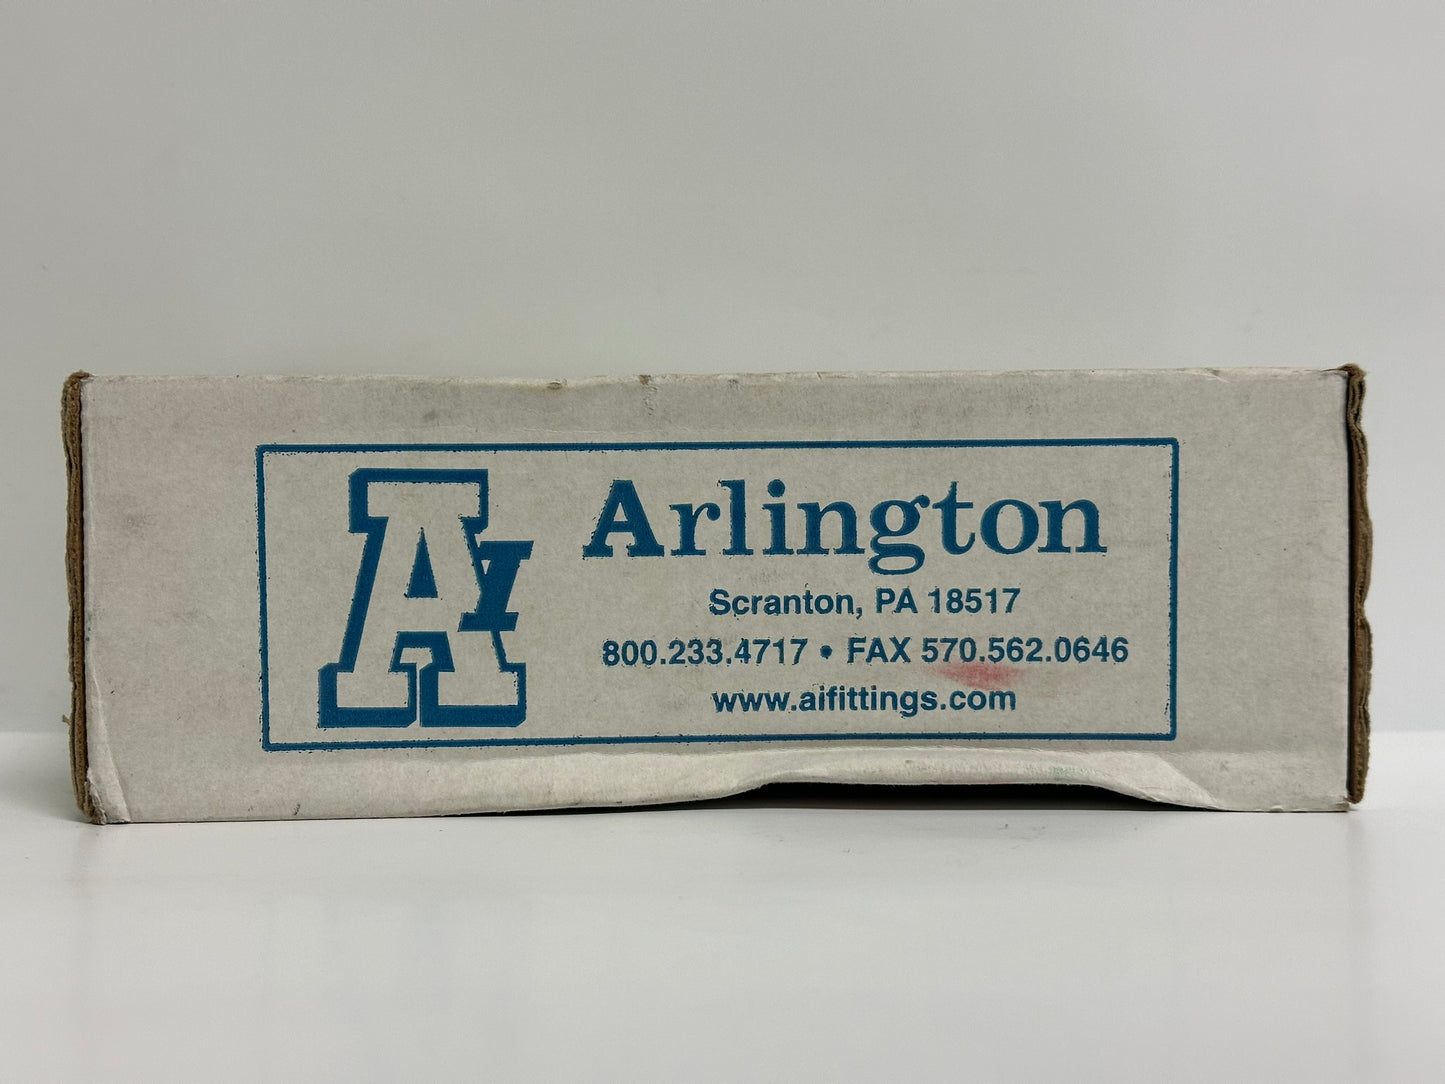 AI
Arlington
Scranton, PA 18517
800.233.4717 • FAX 570.562.0646
www.aifittings.com